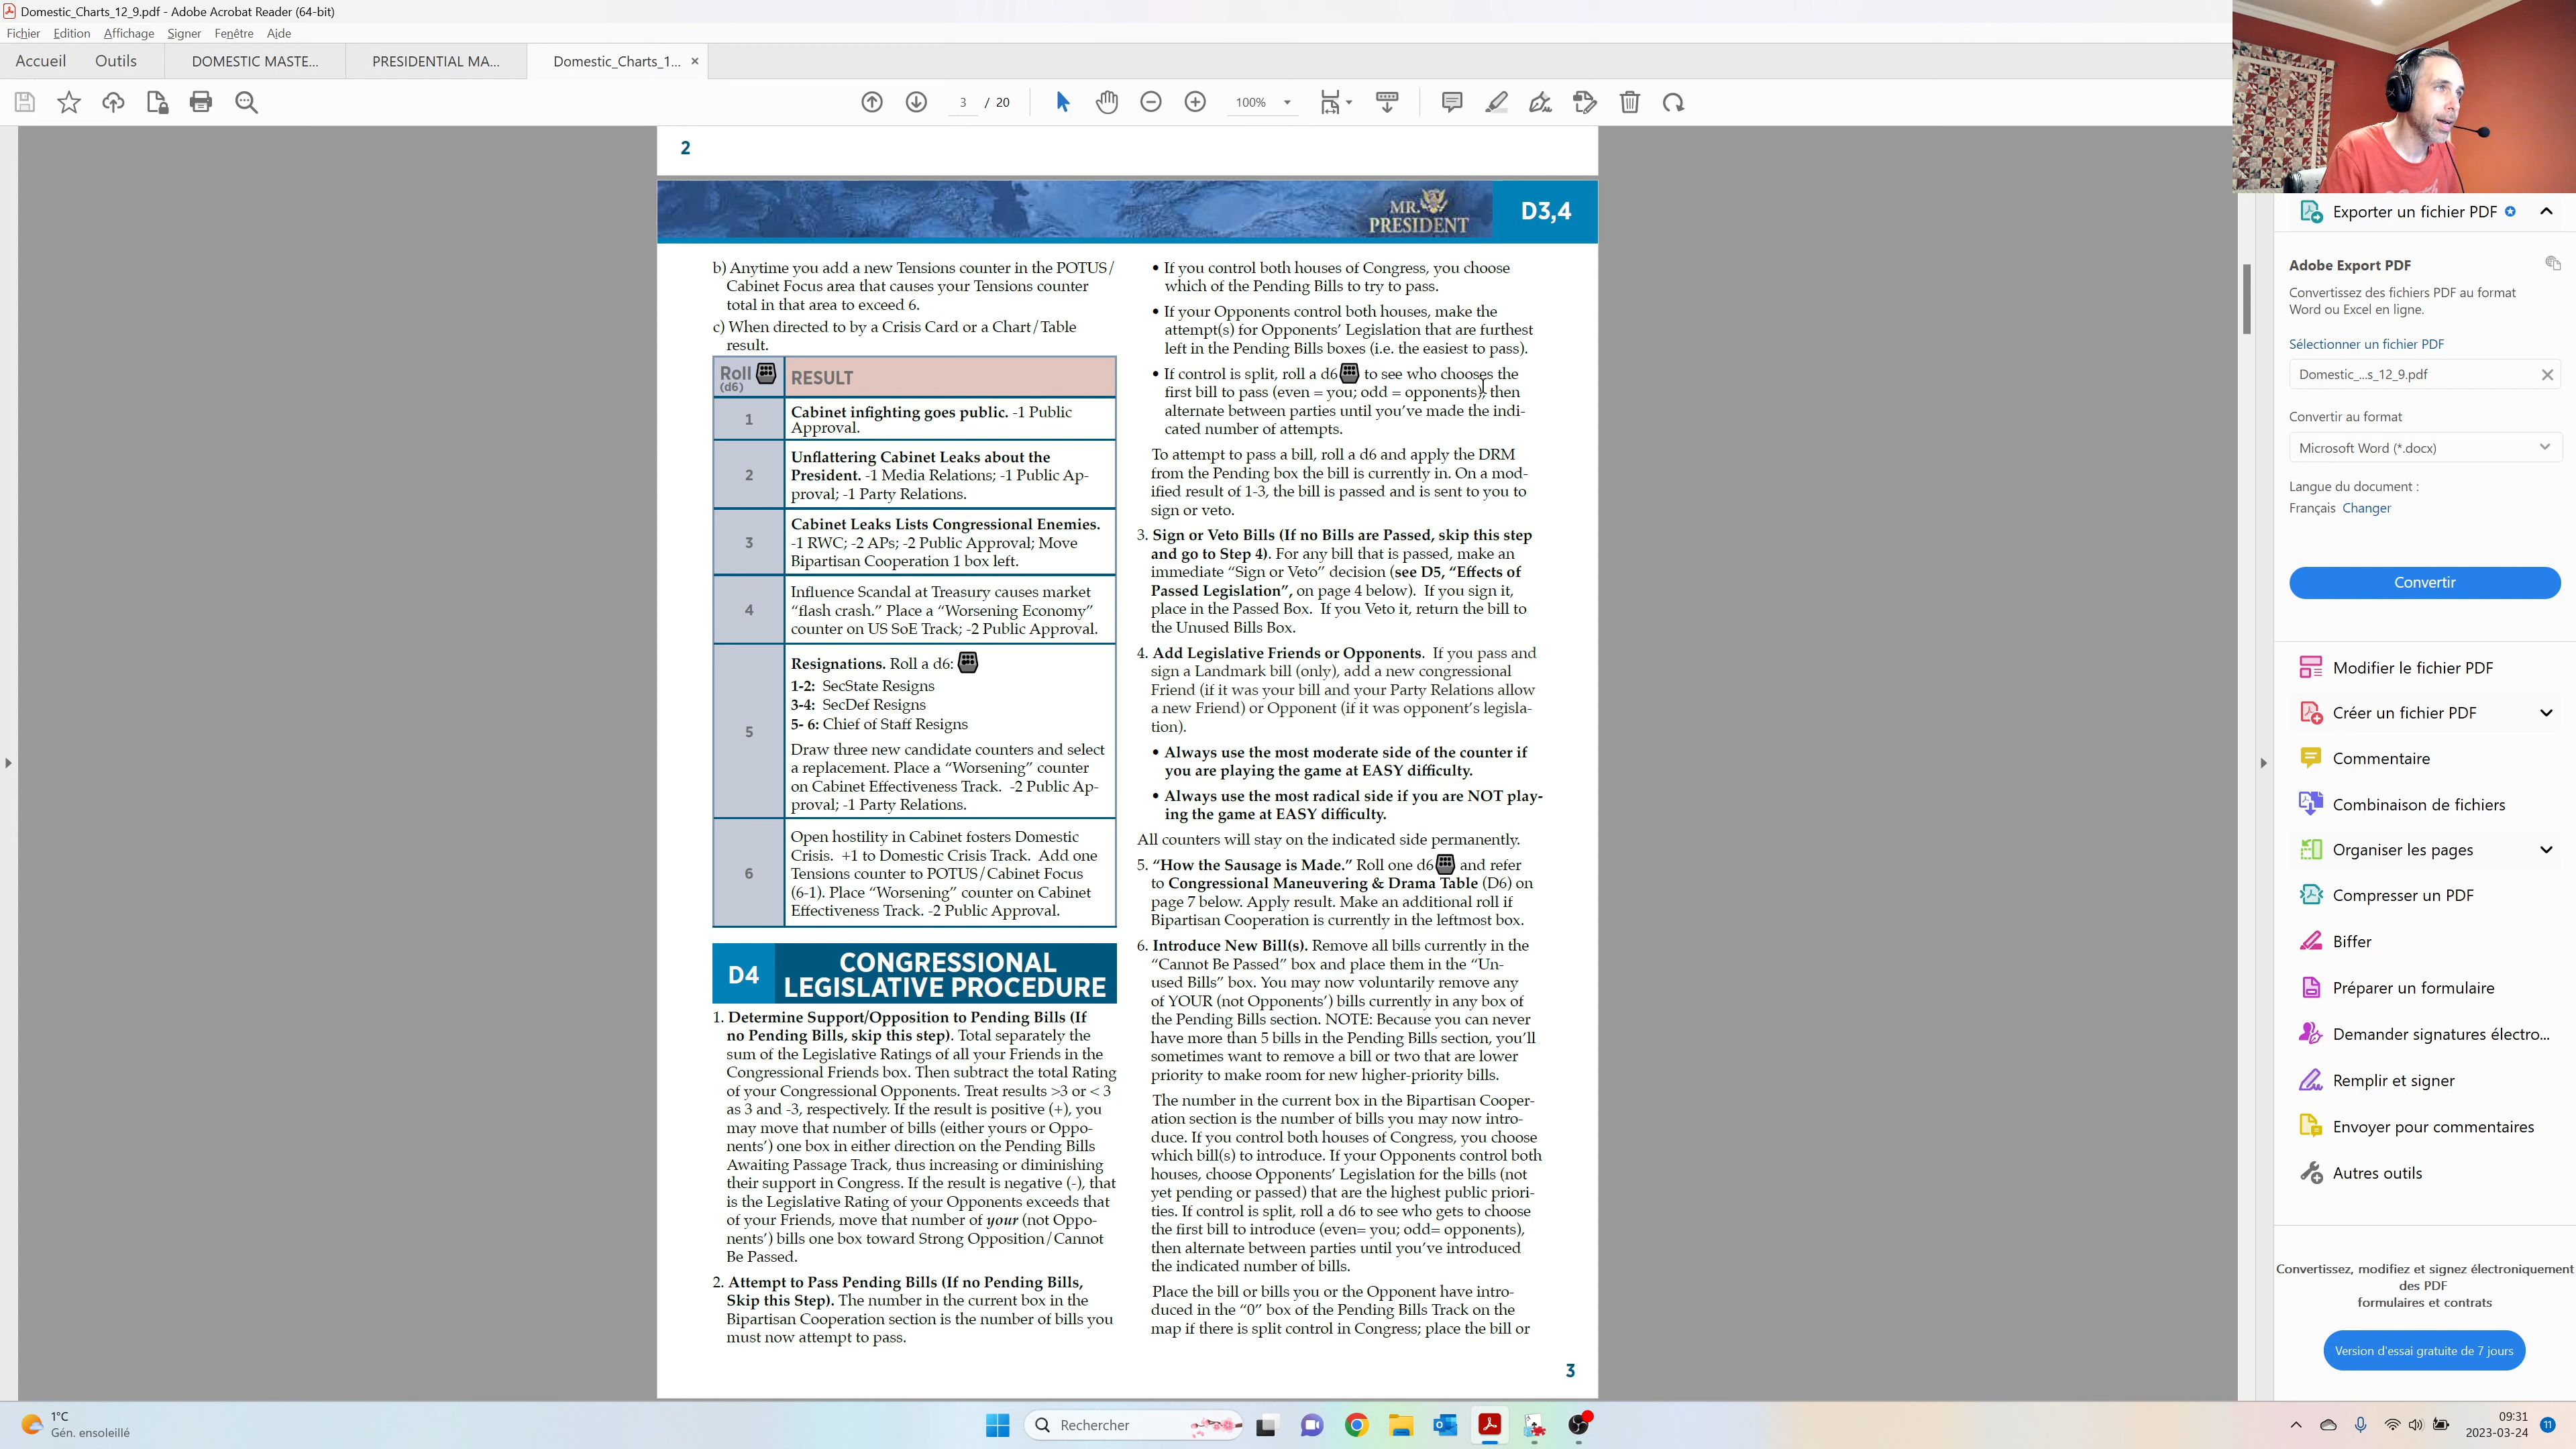 Domestic_Charts_12_9.pdf - Adobe Acrobat Reader (64-bit)
Fichier Edition Affichage Signer Fenêtre Aide
Accueil Outils DOMESTIC MASTE... PRESIDENTIAL MA... Domestic_Charts_1... ×
3 / 20 100%
2
MR. PRESIDENT
D3,4
b) Anytime you add a new Tensions counter in the POTUS/
Cabinet Focus area that causes your Tensions counter
total in that area to exceed 6.
c) When directed to by a Crisis Card or a Chart/Table
result.
Roll (d6) RESULT
1 Cabinet infighting goes public. -1 Public
Approval.
2 Unflattering Cabinet Leaks about the
President. -1 Media Relations; -1 Public Ap-
proval; -1 Party Relations.
3 Cabinet Leaks Lists Congressional Enemies.
-1 RWC; -2 APs; -2 Public Approval; Move
Bipartisan Cooperation 1 box left.
4 Influence Scandal at Treasury causes market
“flash crash.” Place a “Worsening Economy”
counter on US SoE Track; -2 Public Approval.
5 Resignations. Roll a d6:
1-2: SecState Resigns
3-4: SecDef Resigns
5- 6: Chief of Staff Resigns
Draw three new candidate counters and select
a replacement. Place a “Worsening” counter
on Cabinet Effectiveness Track. -2 Public Ap-
proval; -1 Party Relations.
6 Open hostility in Cabinet fosters Domestic
Crisis. +1 to Domestic Crisis Track. Add one
Tensions counter to POTUS/Cabinet Focus
(6-1). Place “Worsening” counter on Cabinet
Effectiveness Track. -2 Public Approval.
D4 CONGRESSIONAL
LEGISLATIVE PROCEDURE
1. Determine Support/Opposition to Pending Bills (If
no Pending Bills, skip this step). Total separately the
sum of the Legislative Ratings of all your Friends in the
Congressional Friends box. Then subtract the total Rating
of your Congressional Opponents. Treat results >3 or < 3
as 3 and -3, respectively. If the result is positive (+), you
may move that number of bills (either yours or Oppo-
nents’) one box in either direction on the Pending Bills
Awaiting Passage Track, thus increasing or diminishing
their support in Congress. If the result is negative (-), that
is the Legislative Rating of your Opponents exceeds that
of your Friends, move that number of your (not Oppo-
nents’) bills one box toward Strong Opposition/Cannot
Be Passed.
2. Attempt to Pass Pending Bills (If no Pending Bills,
Skip this Step). The number in the current box in the
Bipartisan Cooperation section is the number of bills you
must now attempt to pass.
• If you control both houses of Congress, you choose
which of the Pending Bills to try to pass.
• If your Opponents control both houses, make the
attempt(s) for Opponents’ Legislation that are furthest
left in the Pending Bills boxes (i.e. the easiest to pass).
• If control is split, roll a d6 to see who chooses the
first bill to pass (even = you; odd = opponents), then
alternate between parties until you’ve made the indi-
cated number of attempts.
To attempt to pass a bill, roll a d6 and apply the DRM
from the Pending box the bill is currently in. On a mod-
ified result of 1-3, the bill is passed and is sent to you to
sign or veto.
3. Sign or Veto Bills (If no Bills are Passed, skip this step
and go to Step 4). For any bill that is passed, make an
immediate “Sign or Veto” decision (see D5, “Effects of
Passed Legislation”, on page 4 below). If you sign it,
place in the Passed Box. If you Veto it, return the bill to
the Unused Bills Box.
4. Add Legislative Friends or Opponents. If you pass and
sign a Landmark bill (only), add a new congressional
Friend (if it was your bill and your Party Relations allow
a new Friend) or Opponent (if it was opponent’s legisla-
tion).
• Always use the most moderate side of the counter if
you are playing the game at EASY difficulty.
• Always use the most radical side if you are NOT play-
ing the game at EASY difficulty.
All counters will stay on the indicated side permanently.
5. “How the Sausage is Made.” Roll one d6 and refer
to Congressional Maneuvering & Drama Table (D6) on
page 7 below. Apply result. Make an additional roll if
Bipartisan Cooperation is currently in the leftmost box.
6. Introduce New Bill(s). Remove all bills currently in the
“Cannot Be Passed” box and place them in the “Un-
used Bills” box. You may now voluntarily remove any
of YOUR (not Opponents’) bills currently in any box of
the Pending Bills section. NOTE: Because you can never
have more than 5 bills in the Pending Bills section, you’ll
sometimes want to remove a bill or two that are lower
priority to make room for new higher-priority bills.
The number in the current box in the Bipartisan Cooper-
ation section is the number of bills you may now intro-
duce. If you control both houses of Congress, you choose
which bill(s) to introduce. If your Opponents control both
houses, choose Opponents’ Legislation for the bills (not
yet pending or passed) that are the highest public priori-
ties. If control is split, roll a d6 to see who gets to choose
the first bill to introduce (even= you; odd= opponents),
then alternate between parties until you’ve introduced
the indicated number of bills.
Place the bill or bills you or the Opponent have intro-
duced in the “0” box of the Pending Bills Track on the
map if there is split control in Congress; place the bill or
3
Exporter un fichier PDF
Adobe Export PDF
Convertissez des fichiers PDF au format
Word ou Excel en ligne.
Sélectionner un fichier PDF
Domestic_...s_12_9.pdf
Convertir au format
Microsoft Word (*.docx)
Langue du document :
Français Changer
Convertir
Modifier le fichier PDF
Créer un fichier PDF
Commentaire
Combinaison de fichiers
Organiser les pages
Compresser un PDF
Biffer
Préparer un formulaire
Demander signatures électro...
Remplir et signer
Envoyer pour commentaires
Autres outils
Convertissez, modifiez et signez électroniquement
des PDF
formulaires et contrats
Version d'essai gratuite de 7 jours
1°C
Gén. ensoleillé
Rechercher
09:31
2023-03-24
11